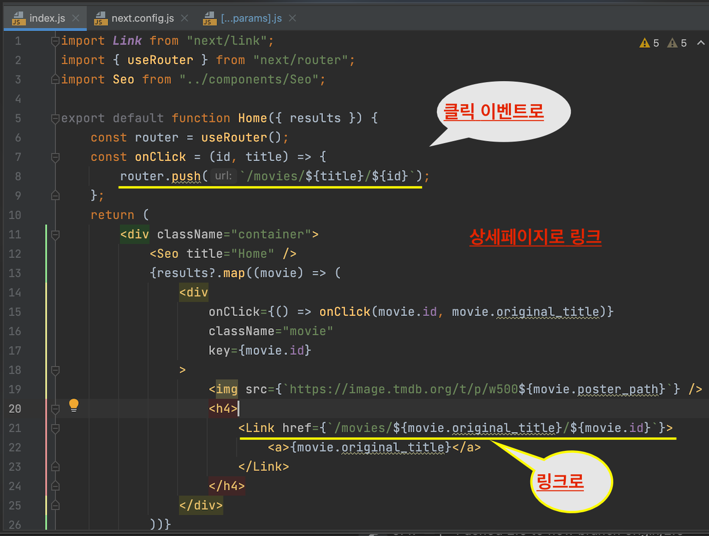 index.js next.config.js [...params].js
5 5
1 import Link from "next/link";
2 import { useRouter } from "next/router";
3 import Seo from "../components/Seo";
4
5 export default function Home({ results }) {
클릭 이벤트로
6 const router = useRouter();
7 const onClick = (id, title) => {
8 router.push( url: `/movies/${title}/${id}`);
9 };
10 return (
11 <div className="container">
상세페이지로 링크
12 <Seo title="Home" />
13 {results?.map((movie) => (
14 <div
15 onClick={() => onClick(movie.id, movie.original_title)}
16 className="movie"
17 key={movie.id}
18 >
19 <img src={`https://image.tmdb.org/t/p/w500${movie.poster_path}`} />
20 <h4>
21 <Link href={`/movies/${movie.original_title}/${movie.id}`}>
22 <a>{movie.original_title}</a>
23 </Link>
링크로
24 </h4>
25 </div>
26 ))}